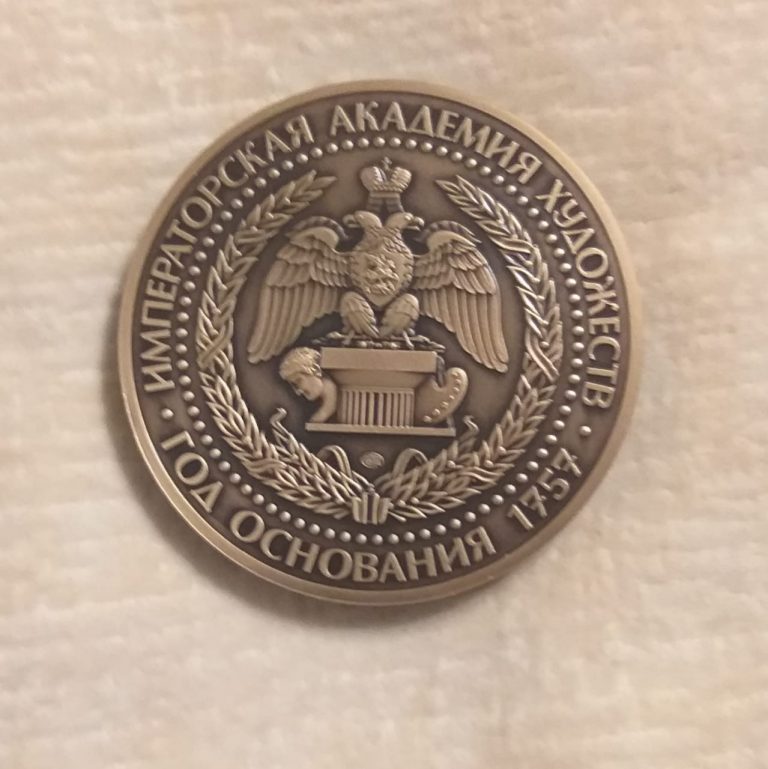 ИМПЕРАТОРСКАЯ АКАДЕМИЯ ХУДОЖЕСТВ
ГОД ОСНОВАНИЯ 1757